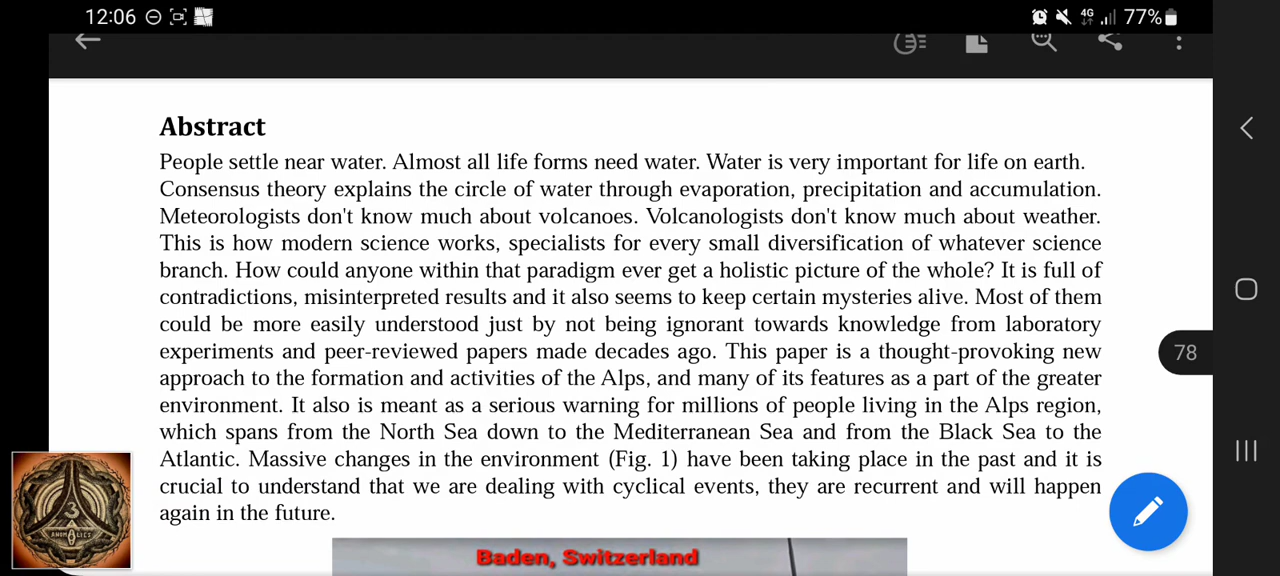 12:06
4G
77%
Abstract
People settle near water. Almost all life forms need water. Water is very important for life on earth.
Consensus theory explains the circle of water through evaporation, precipitation and accumulation.
Meteorologists don't know much about volcanoes. Volcanologists don't know much about weather.
This is how modern science works, specialists for every small diversification of whatever science
branch. How could anyone within that paradigm ever get a holistic picture of the whole? It is full of
contradictions, misinterpreted results and it also seems to keep certain mysteries alive. Most of them
could be more easily understood just by not being ignorant towards knowledge from laboratory
experiments and peer-reviewed papers made decades ago. This paper is a thought-provoking new
approach to the formation and activities of the Alps, and many of its features as a part of the greater
environment. It also is meant as a serious warning for millions of people living in the Alps region,
which spans from the North Sea down to the Mediterranean Sea and from the Black Sea to the
Atlantic. Massive changes in the environment (Fig. 1) have been taking place in the past and it is
crucial to understand that we are dealing with cyclical events, they are recurrent and will happen
again in the future.
78
3
ANOMALIES
Baden, Switzerland